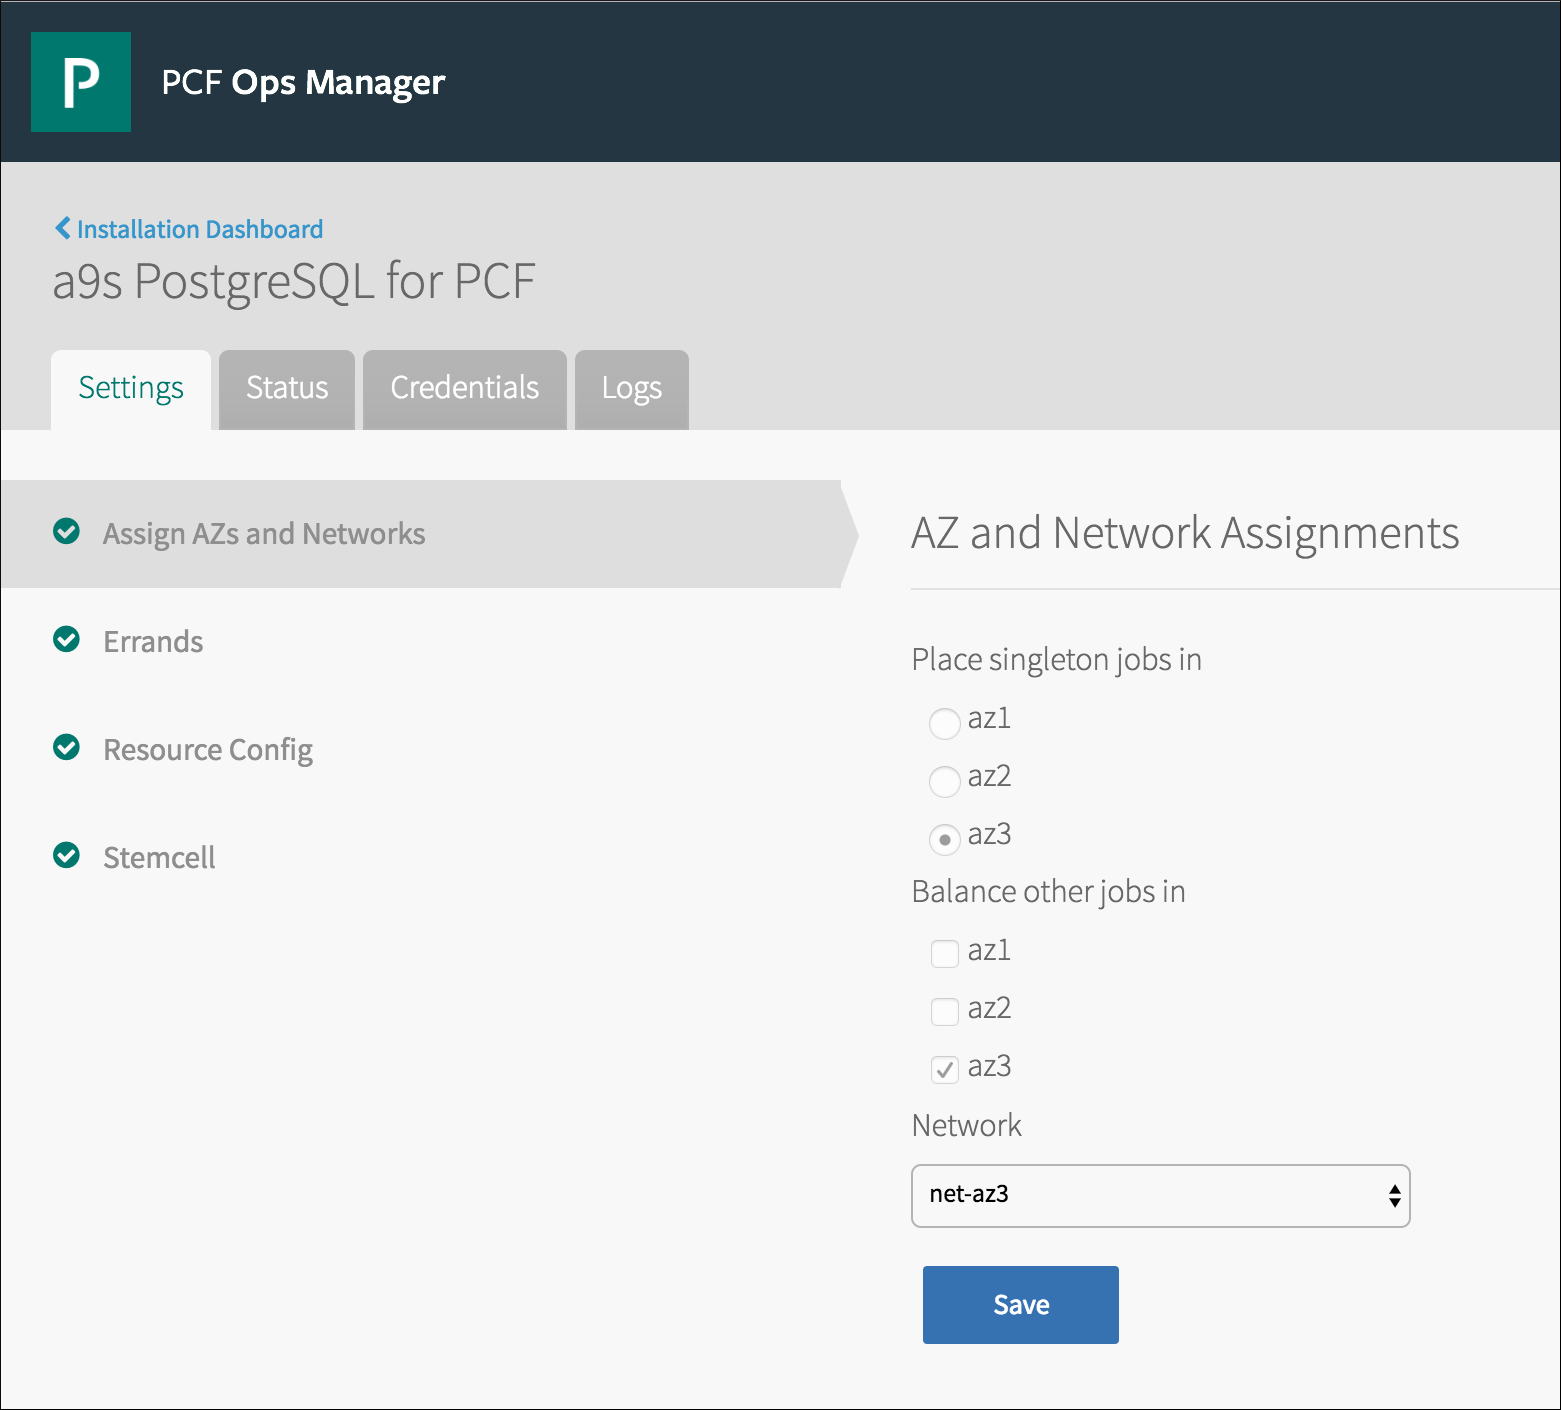 P
PCF Ops Manager
Installation Dashboard
a9s PostgreSQL for PCF
Settings Status Credentials Logs
Assign AZs and Networks
Errands
Resource Config
Stemcell
AZ and Network Assignments
Place singleton jobs in
az1
az2
az3
Balance other jobs in
az1
az2
az3
Network
net-az3
Save